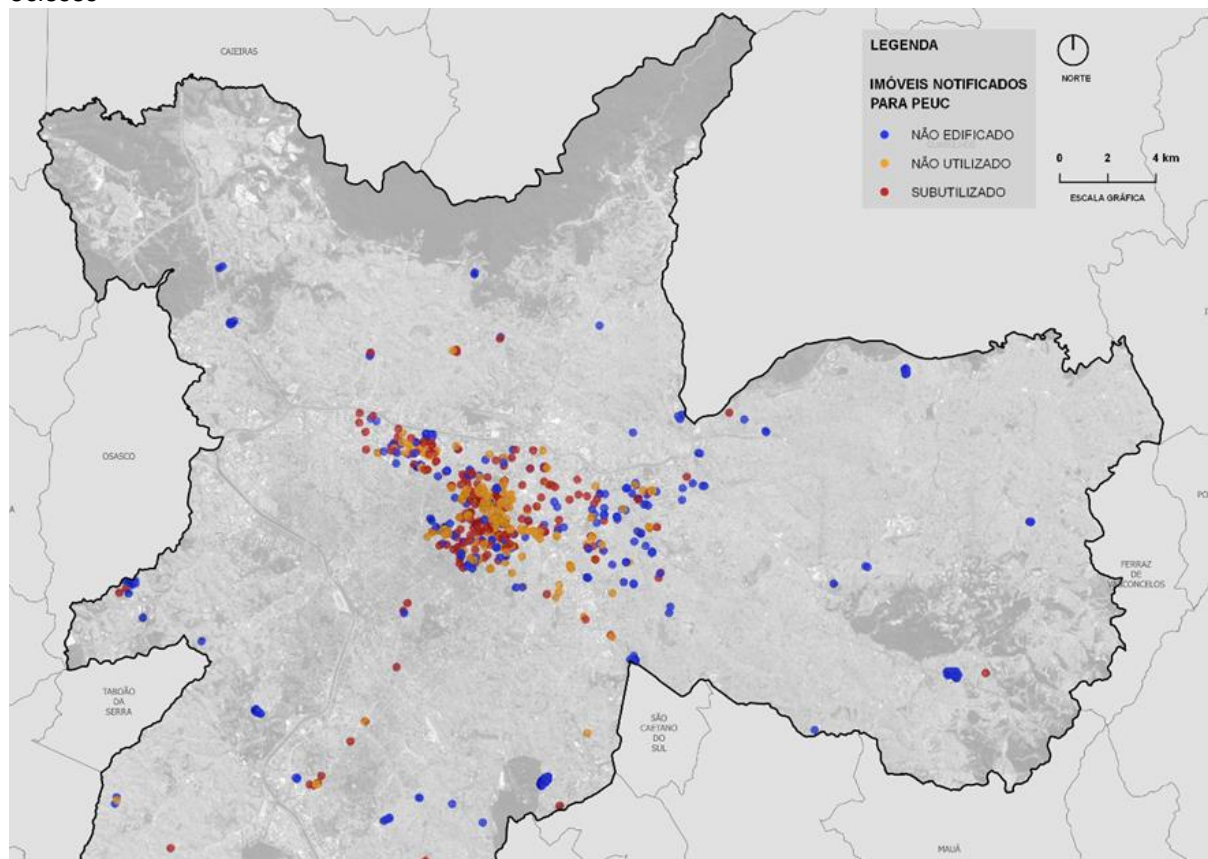 CAIEIRAS
LEGENDA
IMÓVEIS NOTIFICADOS
PARA PEUC
NÃO EDIFICADO
NÃO UTILIZADO
SUBUTILIZADO
NORTE
0 2 4 km
ESCALA GRÁFICA
OSASCO
FERRAZ
DE
VASCONCELOS
TABOÃO
DA
SERRA
SÃO
CAETANO
DO
SUL
MAUÁ